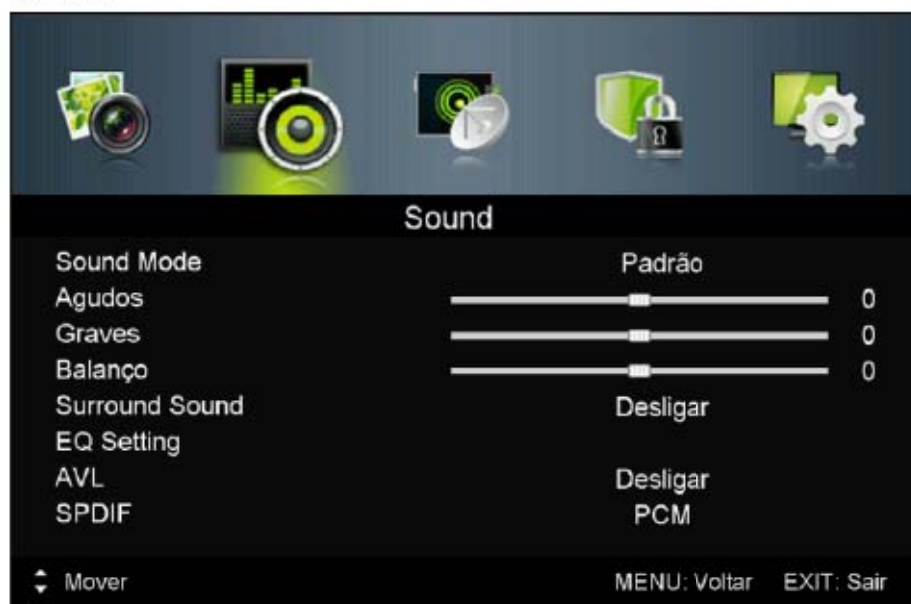 Sound
Sound Mode Padrão
Agudos 0
Graves 0
Balanço 0
Surround Sound Desligar
EQ Setting
AVL Desligar
SPDIF PCM
Mover MENU: Voltar EXIT: Sair